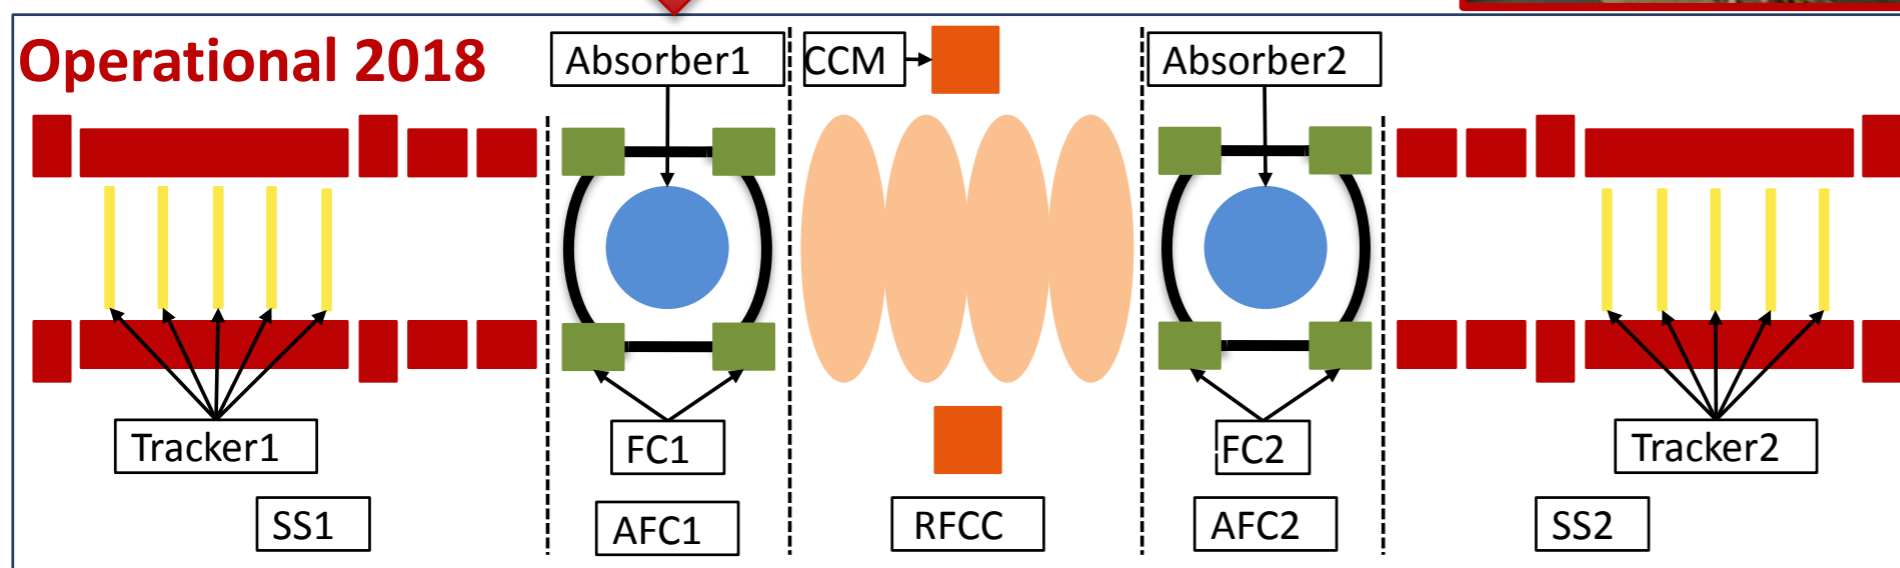 Operational 2018
Absorber1
CCM
Absorber2
Tracker1
FC1
FC2
Tracker2
SS1
AFC1
RFCC
AFC2
SS2